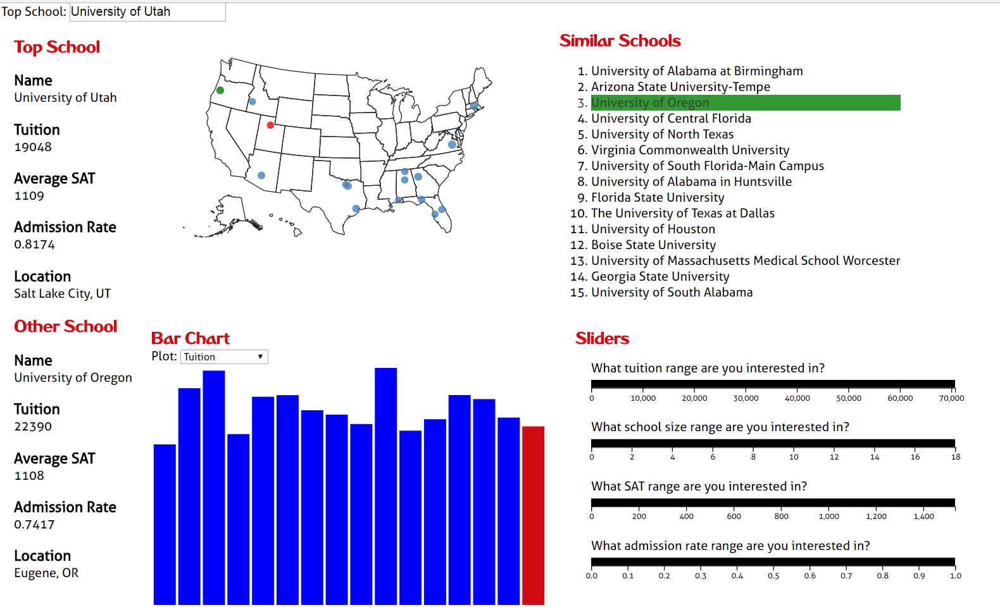 Top School: University of Utah
Top School
Name
University of Utah
Tuition
19048
Average SAT
1109
Admission Rate
0.8174
Location
Salt Lake City, UT
Similar Schools
1. University of Alabama at Birmingham
2. Arizona State University-Tempe
3. University of Oregon
4. University of Central Florida
5. University of North Texas
6. Virginia Commonwealth University
7. University of South Florida-Main Campus
8. University of Alabama in Huntsville
9. Florida State University
10. The University of Texas at Dallas
11. University of Houston
12. Boise State University
13. University of Massachusetts Medical School Worcester
14. Georgia State University
15. University of South Alabama
Other School
Name
University of Oregon
Tuition
22390
Average SAT
1108
Admission Rate
0.7417
Location
Eugene, OR
Bar Chart
Plot: Tuition
Sliders
What tuition range are you interested in?
0 10,000 20,000 30,000 40,000 50,000 60,000 70,000
What school size range are you interested in?
0 2 4 6 8 10 12 14 16 18
What SAT range are you interested in?
0 200 400 600 800 1,000 1,200 1,400
What admission rate range are you interested in?
0.0 0.1 0.2 0.3 0.4 0.5 0.6 0.7 0.8 0.9 1.0